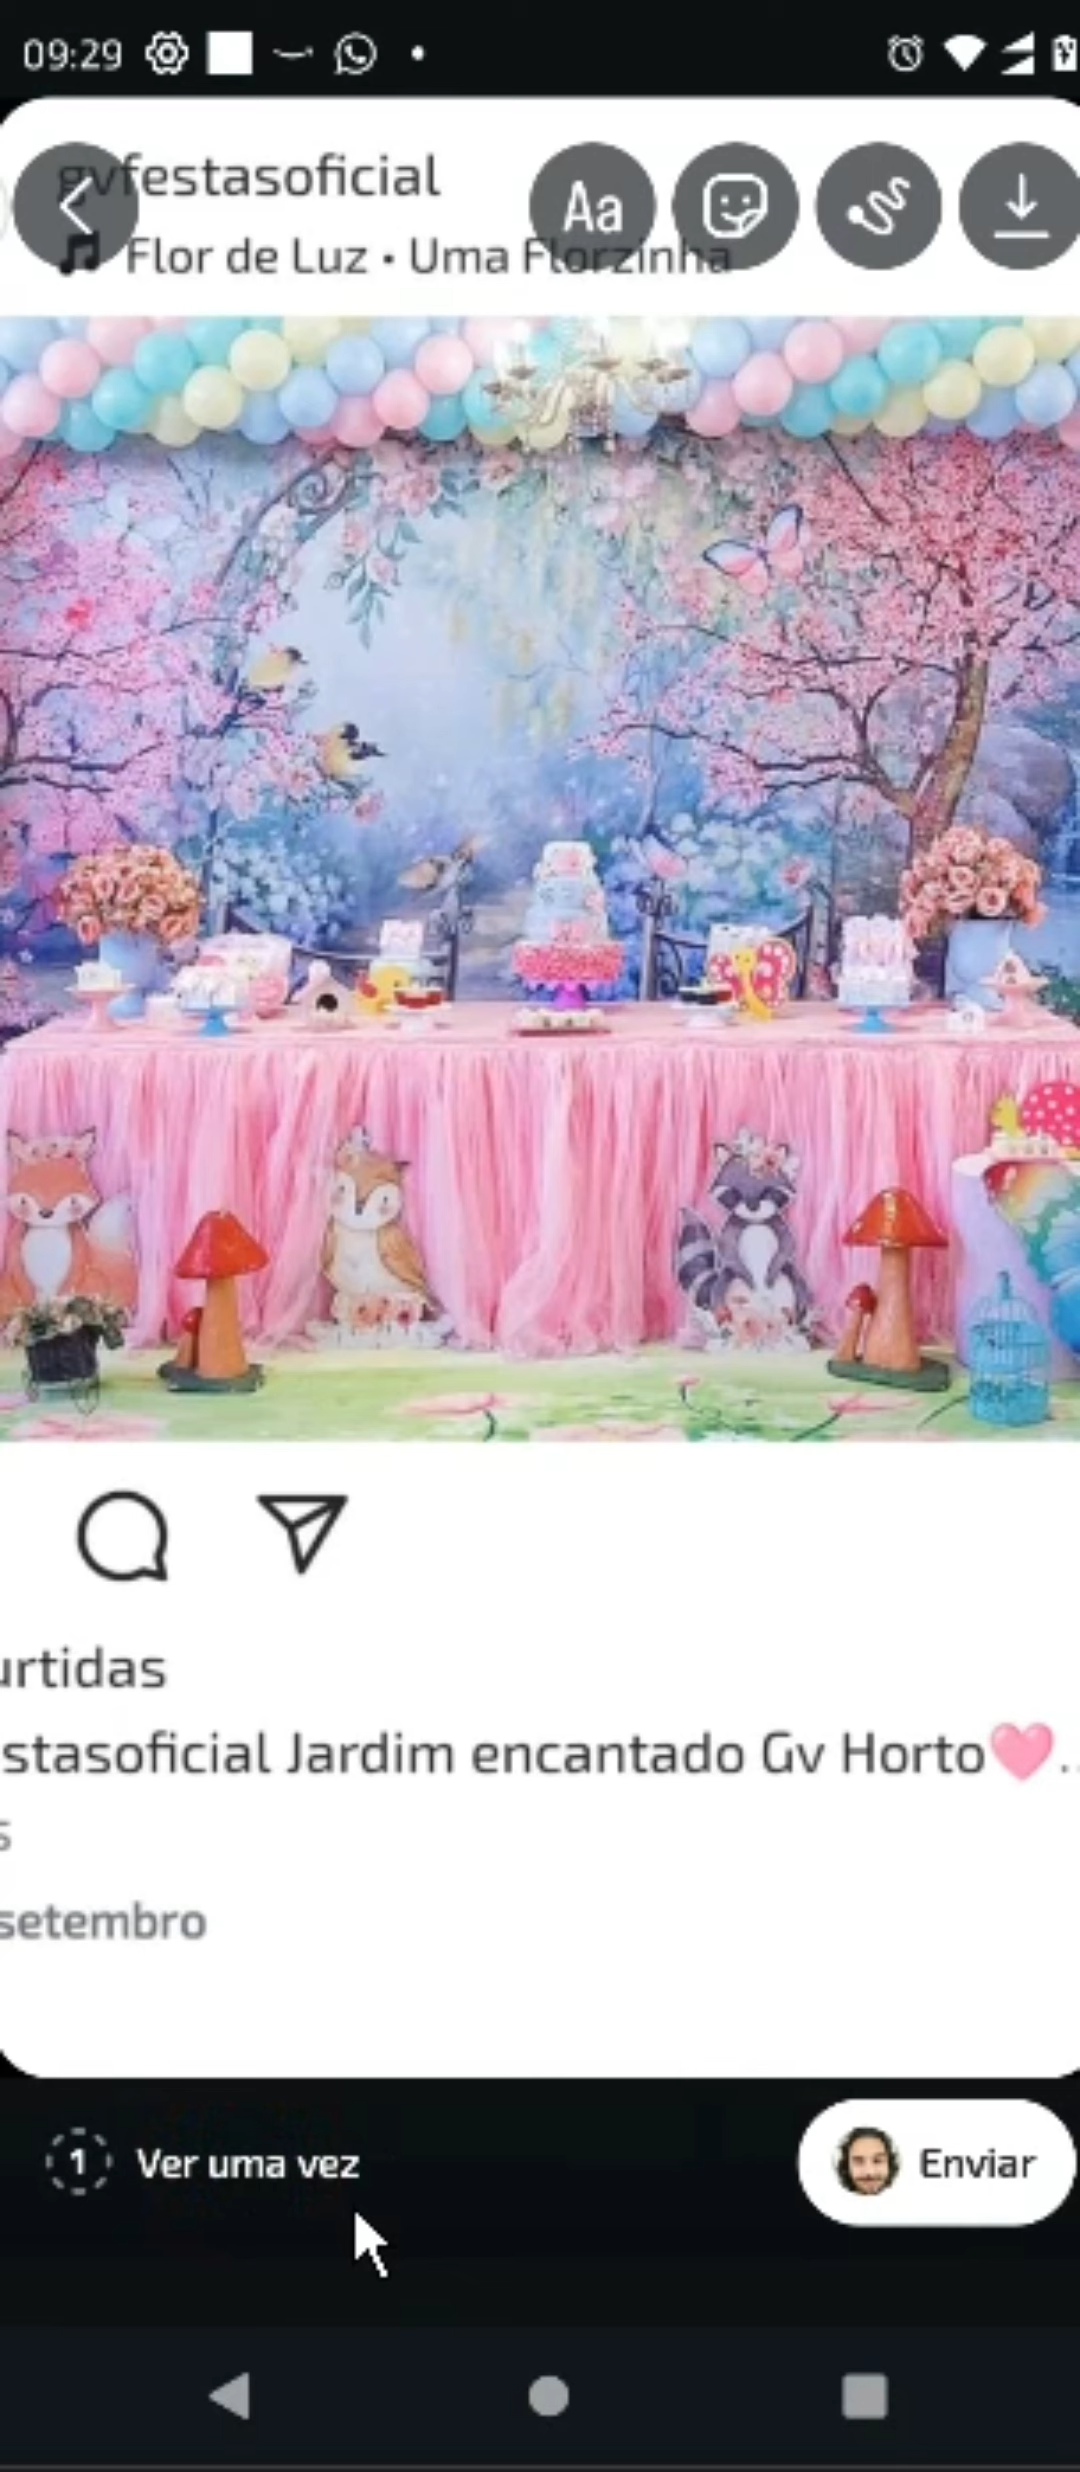 09:29
gvfestasoficial
Aa
Flor de Luz • Uma Florzinha
urtidas
stasoficial Jardim encantado Gv Horto🩷..
s
setembro
1 Ver uma vez
Enviar